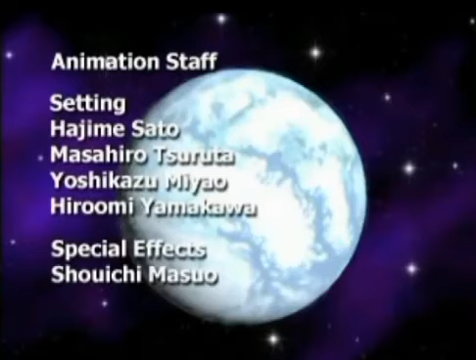 Animation Staff
Setting
Hajime Sato
Masahiro Tsuruta
Yoshikazu Miyao
Hiroomi Yamakawa
Special Effects
Shouichi Masuo